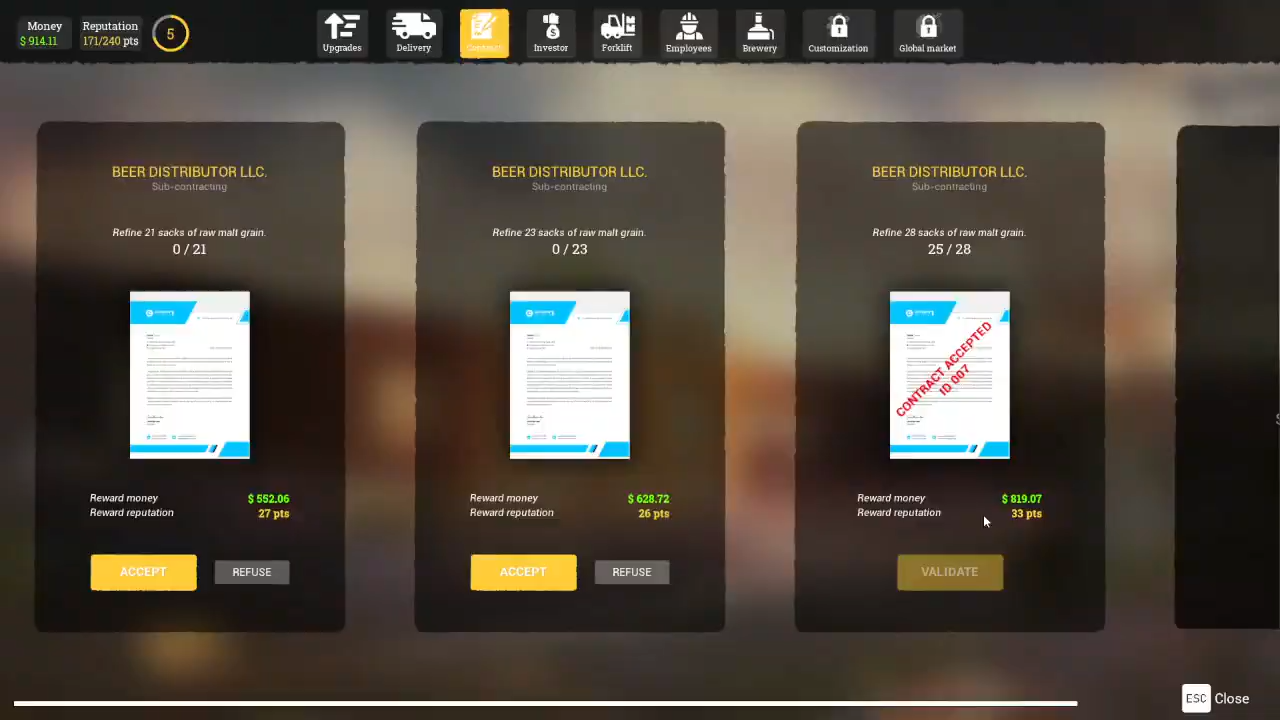 Money
$ 914.11
Reputation
171/240 pts
5
Upgrades
Delivery
Contract
Investor
Forklift
Employees
Brewery
Customization
Global market
BEER DISTRIBUTOR LLC.
Sub-contracting
Refine 21 sacks of raw malt grain.
0 / 21
Reward money $ 552.06
Reward reputation 27 pts
ACCEPT REFUSE
BEER DISTRIBUTOR LLC.
Sub-contracting
Refine 23 sacks of raw malt grain.
0 / 23
Reward money $ 628.72
Reward reputation 26 pts
ACCEPT REFUSE
BEER DISTRIBUTOR LLC.
Sub-contracting
Refine 28 sacks of raw malt grain.
25 / 28
CONTRACT ACCEPTED
ID 007
Reward money $ 819.07
Reward reputation 33 pts
VALIDATE
ESC Close